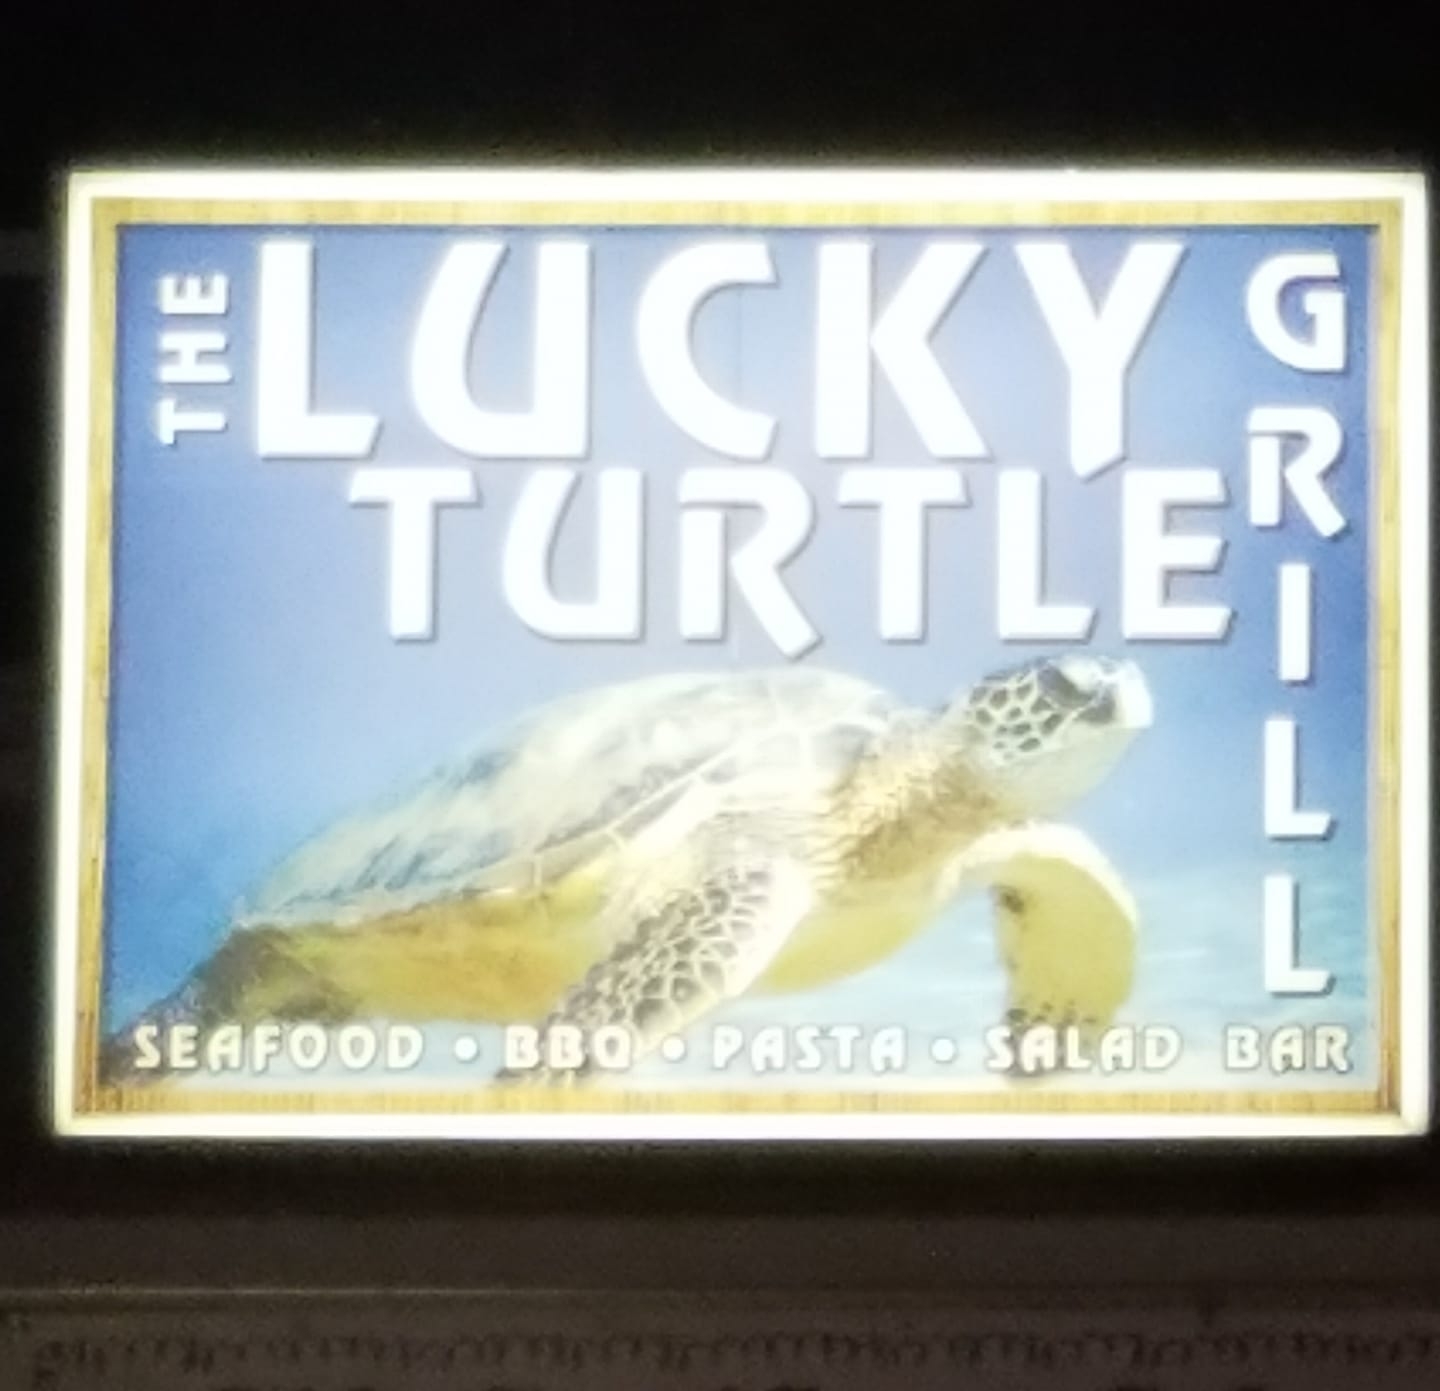 THE
LUCKY
TURTLE
GRILL
SEAFOOD • BBQ • PASTA • SALAD BAR